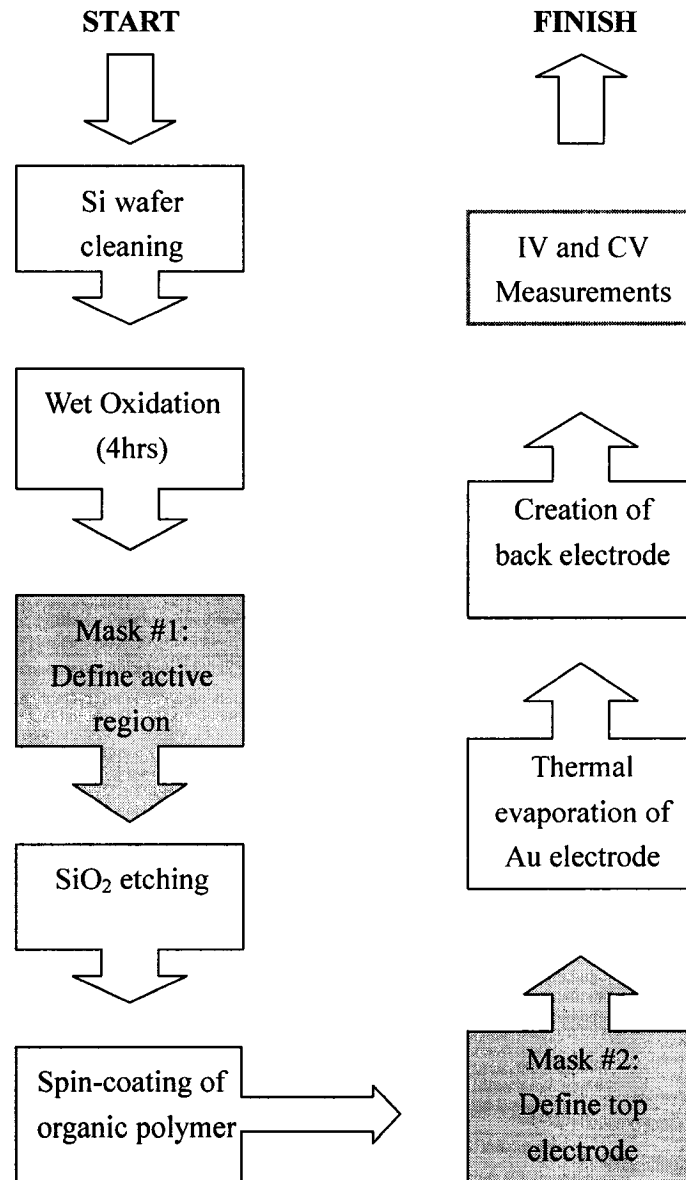 START
Si wafer
cleaning
Wet Oxidation
(4hrs)
Mask #1:
Define active
region
SiO₂ etching
Spin-coating of
organic polymer
Mask #2:
Define top
electrode
Thermal
evaporation of
Au electrode
Creation of
back electrode
IV and CV
Measurements
FINISH